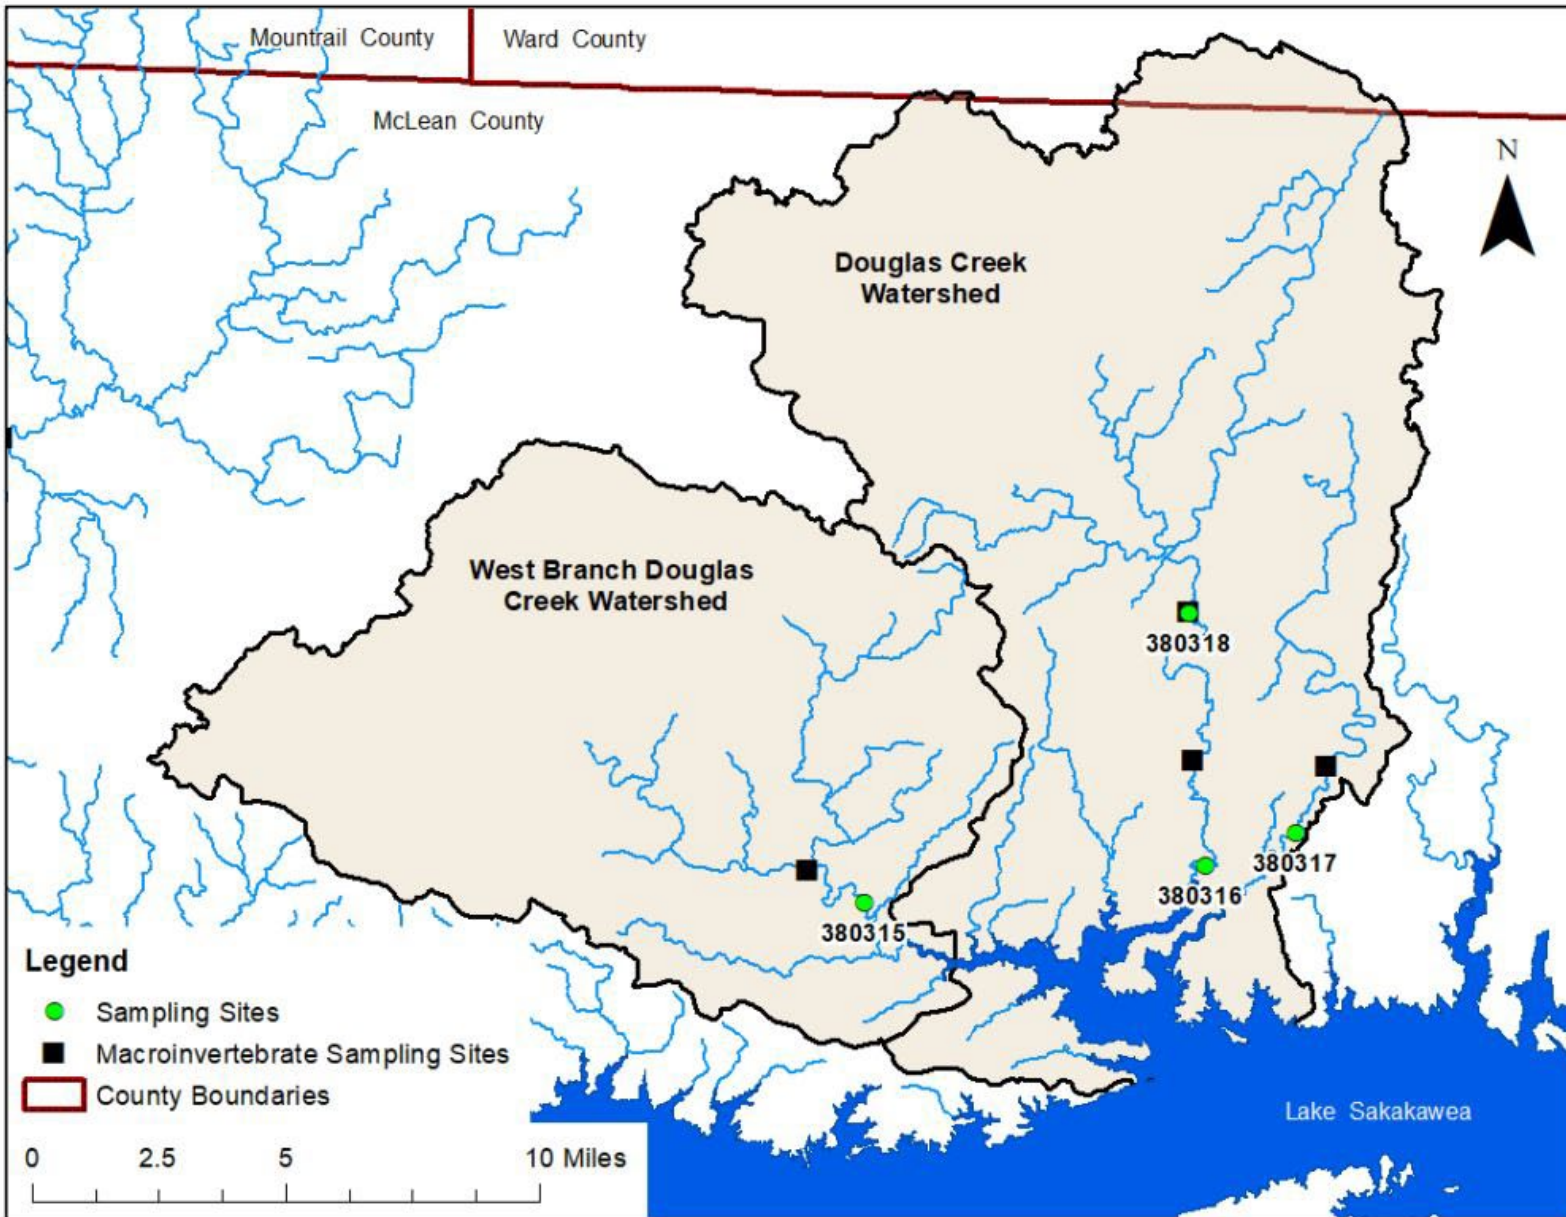 Mountrail County
Ward County
McLean County
N
Douglas Creek
Watershed
West Branch Douglas
Creek Watershed
380318
380317
380316
380315
Legend
Sampling Sites
Macroinvertebrate Sampling Sites
County Boundaries
0 2.5 5 10 Miles
Lake Sakakawea